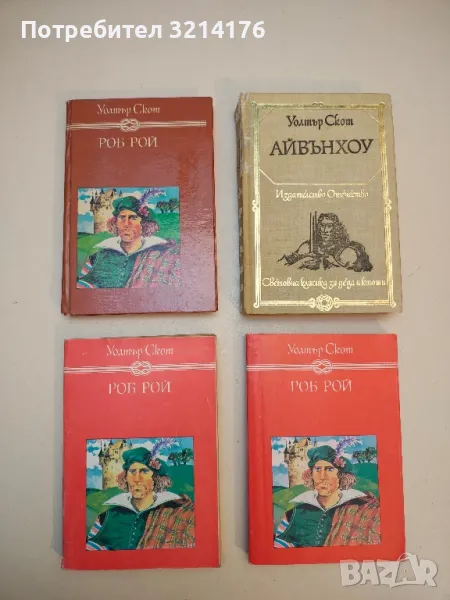 Потребител 3214176
Уолтър Скот
РОБ РОЙ
Уолтър Скот
АЙВЪНХОУ
Издателство Отечество
Световна класика за деца и юноши
Уолтър Скот
РОБ РОЙ
Уолтър Скот
РОБ РОЙ
BAZAR